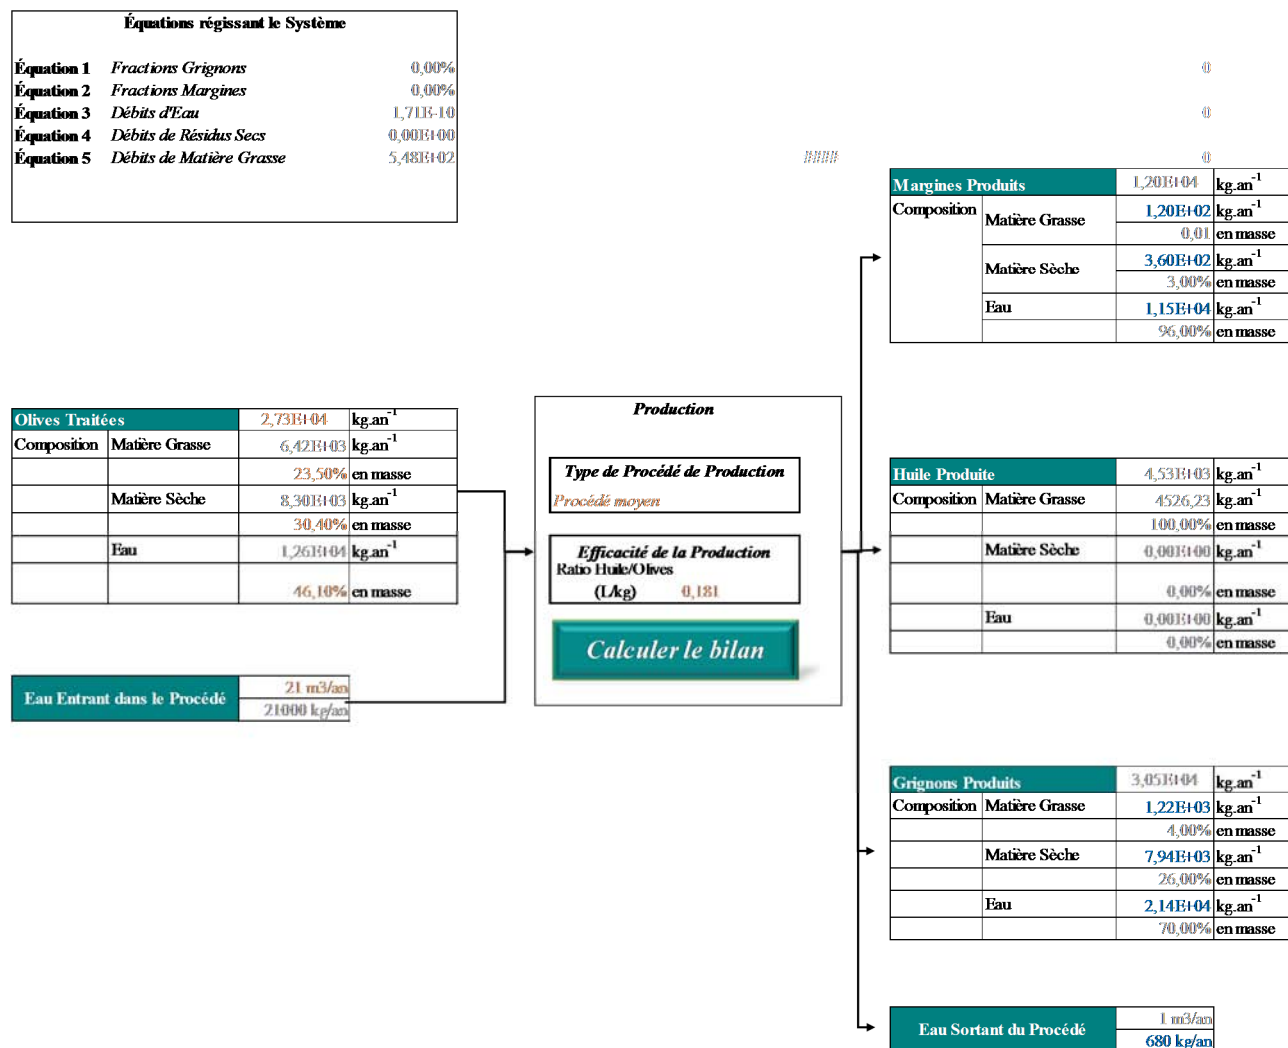 Équations régissant le Système
Équation 1 Fractions Grignons 0,00% 0
Équation 2 Fractions Margines 0,00%
Équation 3 Débits d'Eau 1,71E-10 0
Équation 4 Débits de Résidus Secs 0,00E+00
Équation 5 Débits de Matière Grasse 5,48E+02 #### 0
Margines Produits 1,20E+04 kg.an-1
Composition Matière Grasse 1,20E+02 kg.an-1
0,01 en masse
Matière Sèche 3,60E+02 kg.an-1
3,00% en masse
Eau 1,15E+04 kg.an-1
96,00% en masse
Olives Traitées 2,73E+04 kg.an-1
Composition Matière Grasse 6,42E+03 kg.an-1
23,50% en masse
Matière Sèche 8,30E+03 kg.an-1
30,40% en masse
Eau 1,26E+04 kg.an-1
46,10% en masse
Eau Entrant dans le Procédé 21 m3/an
21000 kg/an
Production
Type de Procédé de Production
Procédé moyen
Efficacité de la Production
Ratio Huile/Olives
(L/kg) 0,181
Calculer le bilan
Huile Produite 4,53E+03 kg.an-1
Composition Matière Grasse 4526,23 kg.an-1
100,00% en masse
Matière Sèche 0,00E+00 kg.an-1
0,00% en masse
Eau 0,00E+00 kg.an-1
0,00% en masse
Grignons Produits 3,05E+04 kg.an-1
Composition Matière Grasse 1,22E+03 kg.an-1
4,00% en masse
Matière Sèche 7,94E+03 kg.an-1
26,00% en masse
Eau 2,14E+04 kg.an-1
70,00% en masse
Eau Sortant du Procédé 1 m3/an
680 kg/an